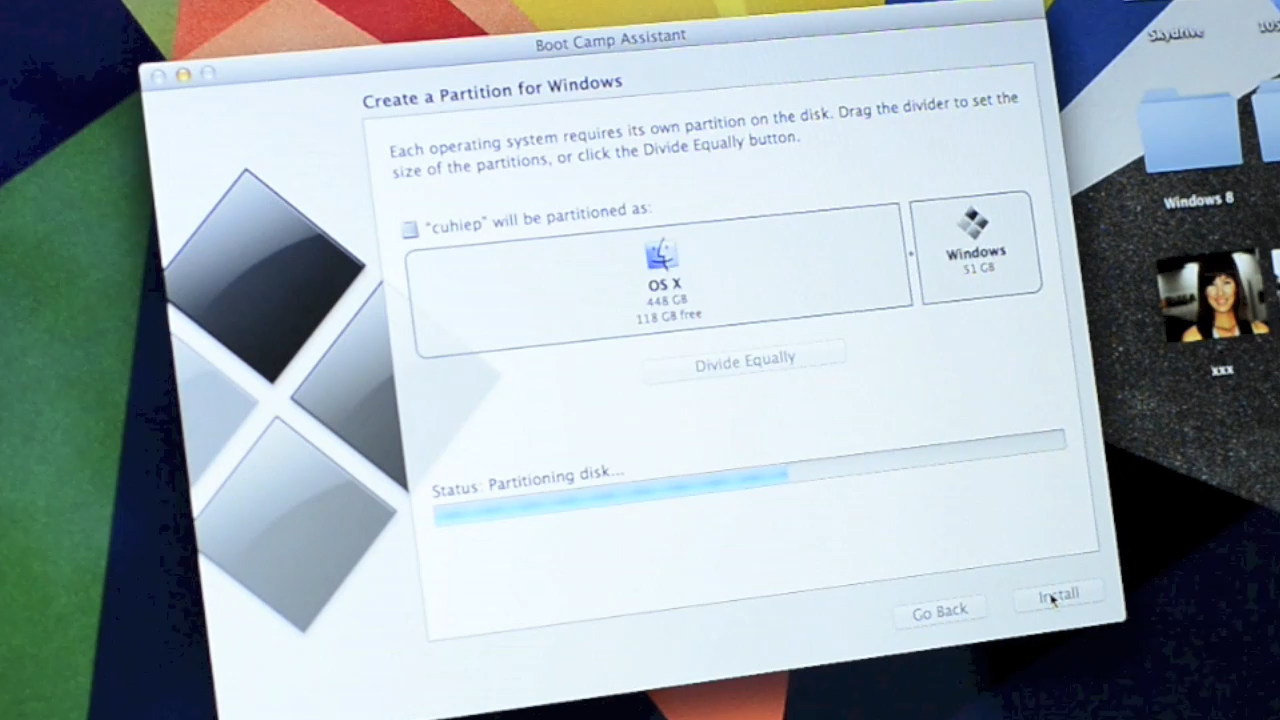 Boot Camp Assistant
Create a Partition for Windows
Each operating system requires its own partition on the disk. Drag the divider to set the
size of the partitions, or click the Divide Equally button.
"cuhiep" will be partitioned as:
OS X
448 GB
118 GB free
Windows
51 GB
Divide Equally
Status: Partitioning disk...
Go Back
Install
Skydrive
Windows 8
xxx